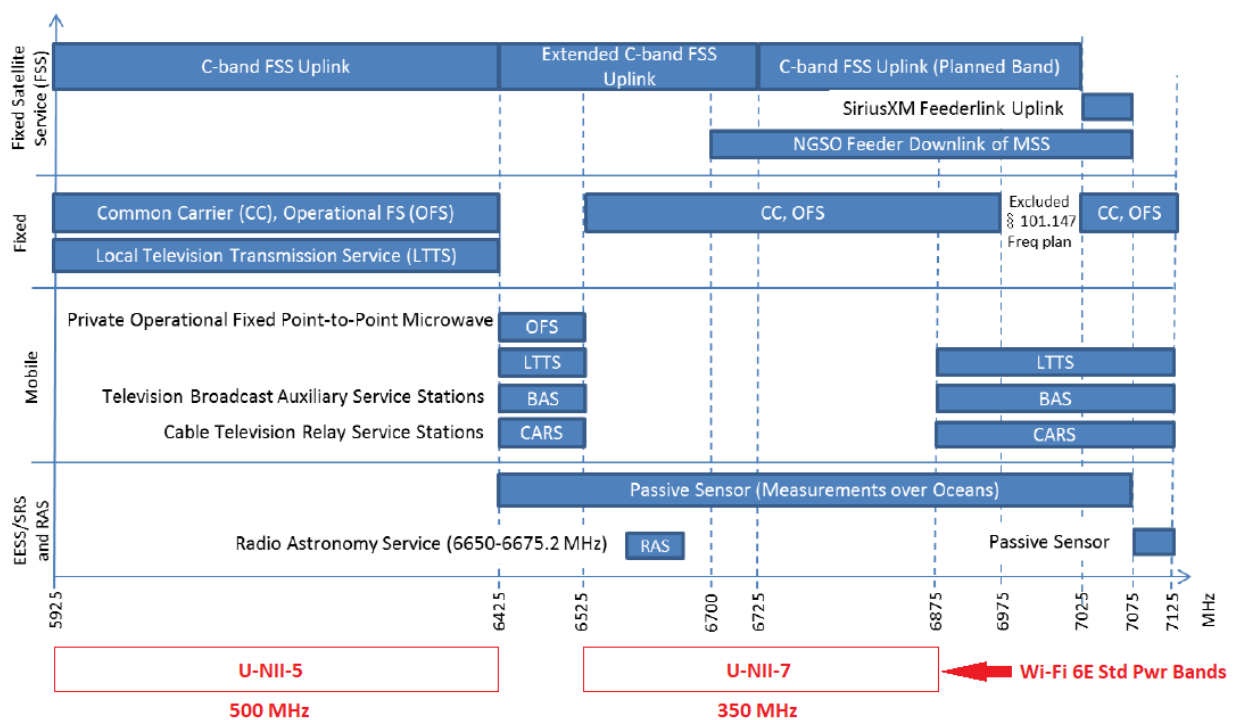 Fixed Satellite
Service (FSS)
C-band FSS Uplink
Extended C-band FSS
Uplink
C-band FSS Uplink (Planned Band)
SiriusXM Feederlink Uplink
NGSO Feeder Downlink of MSS
Fixed
Common Carrier (CC), Operational FS (OFS)
CC, OFS
Excluded
§ 101.147
Freq plan
CC, OFS
Local Television Transmission Service (LTTS)
Mobile
Private Operational Fixed Point-to-Point Microwave
OFS
LTTS
LTTS
Television Broadcast Auxiliary Service Stations
BAS
BAS
Cable Television Relay Service Stations
CARS
CARS
EESS/SRS
and RAS
Passive Sensor (Measurements over Oceans)
Radio Astronomy Service (6650-6675.2 MHz)
RAS
Passive Sensor
5925
6425
6525
6700
6725
6875
6975
7025
7075
7125
MHz
U-NII-5
U-NII-7
Wi-Fi 6E Std Pwr Bands
500 MHz
350 MHz